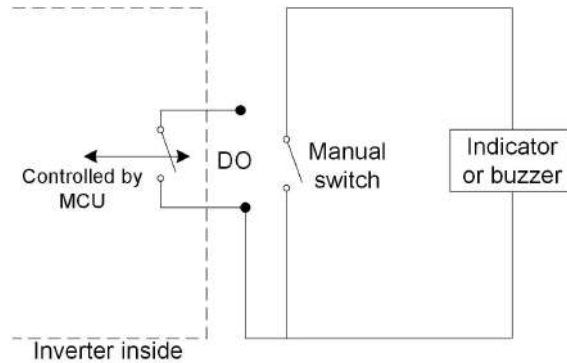 Controlled by
MCU
DO
Manual
switch
Indicator
or buzzer
Inverter inside